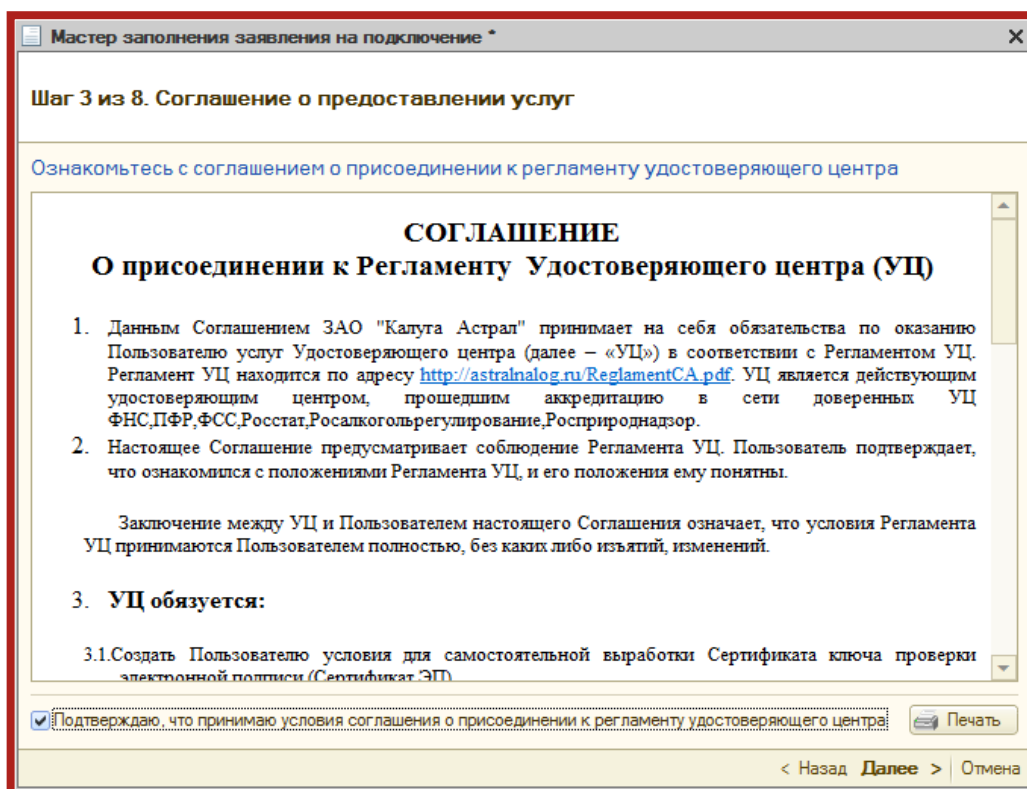 Мастер заполнения заявления на подключение *
Шаг 3 из 8. Соглашение о предоставлении услуг
Ознакомьтесь с соглашением о присоединении к регламенту удостоверяющего центра
СОГЛАШЕНИЕ
О присоединении к Регламенту Удостоверяющего центра (УЦ)
1. Данным Соглашением ЗАО "Калуга Астрал" принимает на себя обязательства по оказанию
Пользователю услуг Удостоверяющего центра (далее – «УЦ») в соответствии с Регламентом УЦ.
Регламент УЦ находится по адресу http://astralnalog.ru/ReglamentCA.pdf. УЦ является действующим
удостоверяющим центром, прошедшим аккредитацию в сети доверенных УЦ
ФНС,ПФР,ФСС,Росстат,Росалкогольрегулирование,Росприроднадзор.
2. Настоящее Соглашение предусматривает соблюдение Регламента УЦ. Пользователь подтверждает,
что ознакомился с положениями Регламента УЦ, и его положения ему понятны.
Заключение между УЦ и Пользователем настоящего Соглашения означает, что условия Регламента
УЦ принимаются Пользователем полностью, без каких либо изъятий, изменений.
3. УЦ обязуется:
3.1.Создать Пользователю условия для самостоятельной выработки Сертификата ключа проверки
электронной подписи (Сертификат ЭП)
Подтверждаю, что принимаю условия соглашения о присоединении к регламенту удостоверяющего центра
Печать
< Назад Далее > Отмена